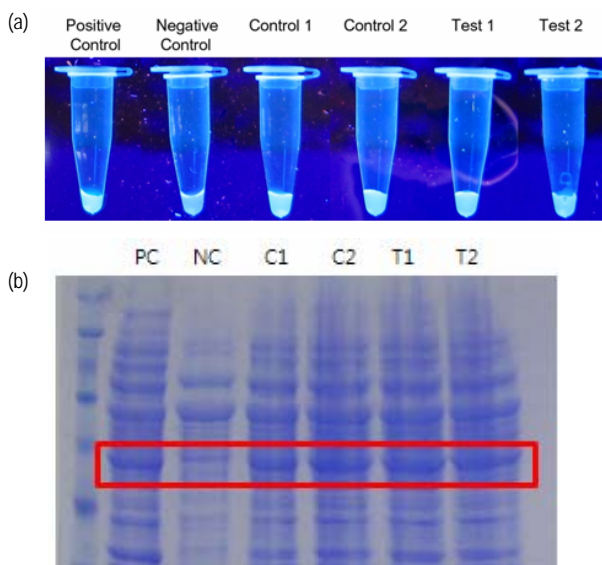 (a)
Positive Control Negative Control Control 1 Control 2 Test 1 Test 2
(b)
PC NC C1 C2 T1 T2